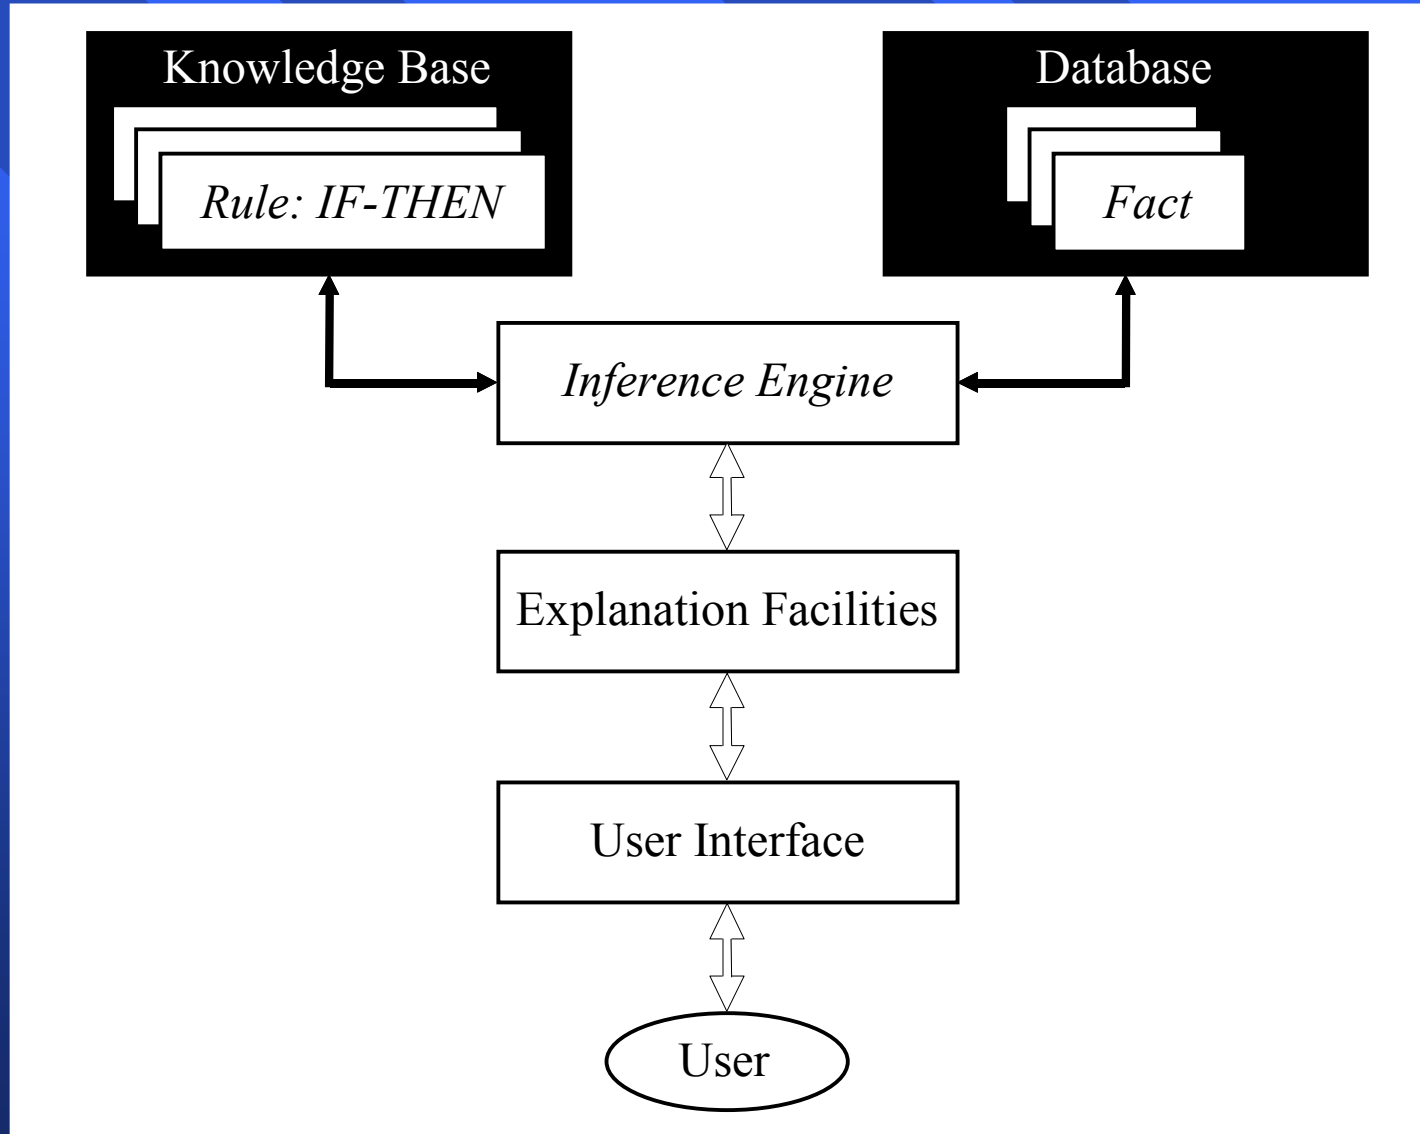 Knowledge Base
Database
Rule: IF-THEN
Fact
Inference Engine
Explanation Facilities
User Interface
User